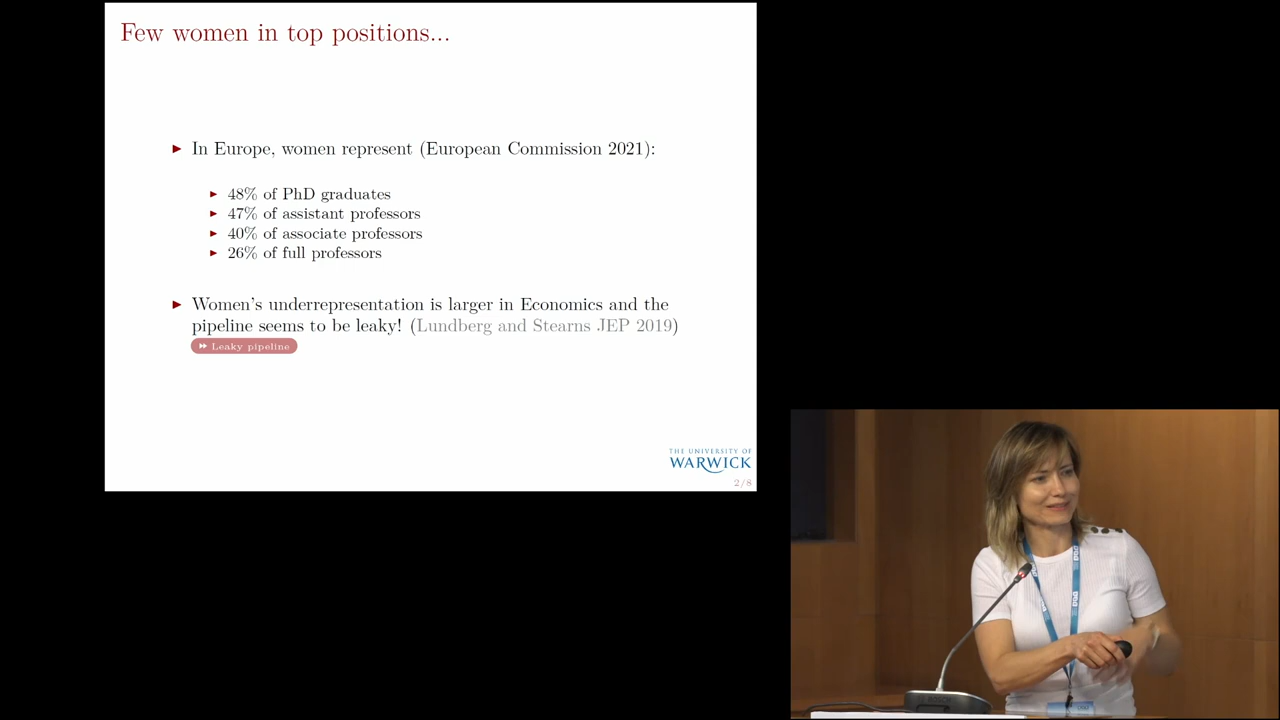 Few women in top positions...
► In Europe, women represent (European Commission 2021):
► 48% of PhD graduates
► 47% of assistant professors
► 40% of associate professors
► 26% of full professors
► Women's underrepresentation is larger in Economics and the
pipeline seems to be leaky! (Lundberg and Stearns JEP 2019)
Leaky pipeline
THE UNIVERSITY OF
WARWICK
2/8
BOSCH